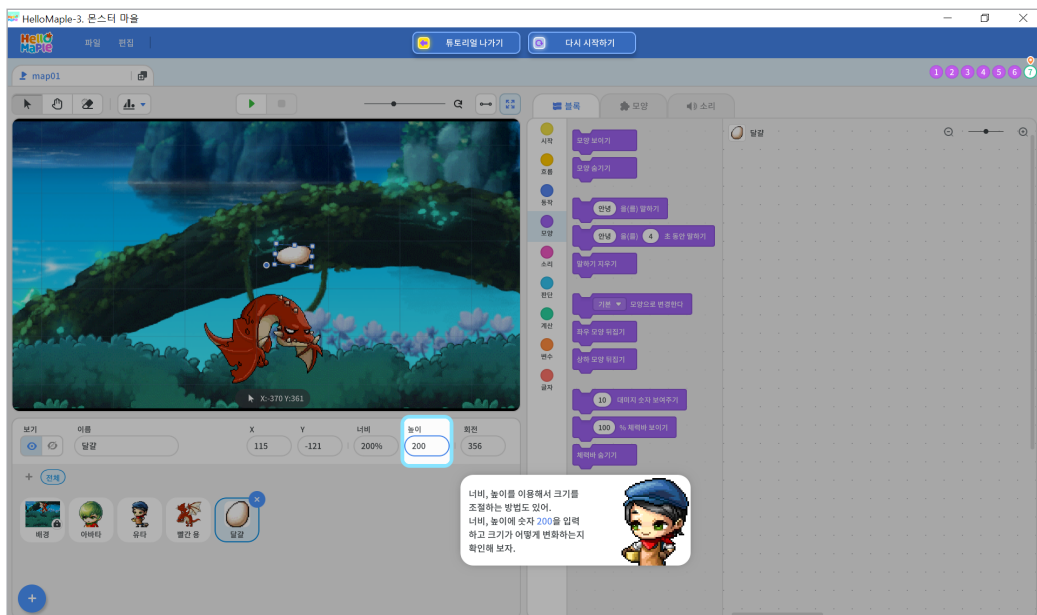 HelloMaple-3. 몬스터 마을
Hello Maple
파일 편집
튜토리얼 나가기
다시 시작하기
map01
1 2 3 4 5 6 7
블록
모양
소리
시작
흐름
동작
모양
소리
판단
계산
변수
글자
모양 보이기
모양 숨기기
안녕 을(를) 말하기
안녕 을(를) 4 초 동안 말하기
말하기 지우기
기본 모양으로 변경한다
좌우 모양 뒤집기
상하 모양 뒤집기
10 데미지 숫자 보여주기
100 % 체력바 보이기
체력바 숨기기
달걀
X:-370 Y:361
보기 이름 X Y 너비 높이 회전
달걀 115 -121 200% 200 356
전체
배경 아바타 유타 빨간 용 달걀
너비, 높이를 이용해서 크기를
조절하는 방법도 있어.
너비, 높이에 숫자 200을 입력
하고 크기가 어떻게 변화하는지
확인해 보자.